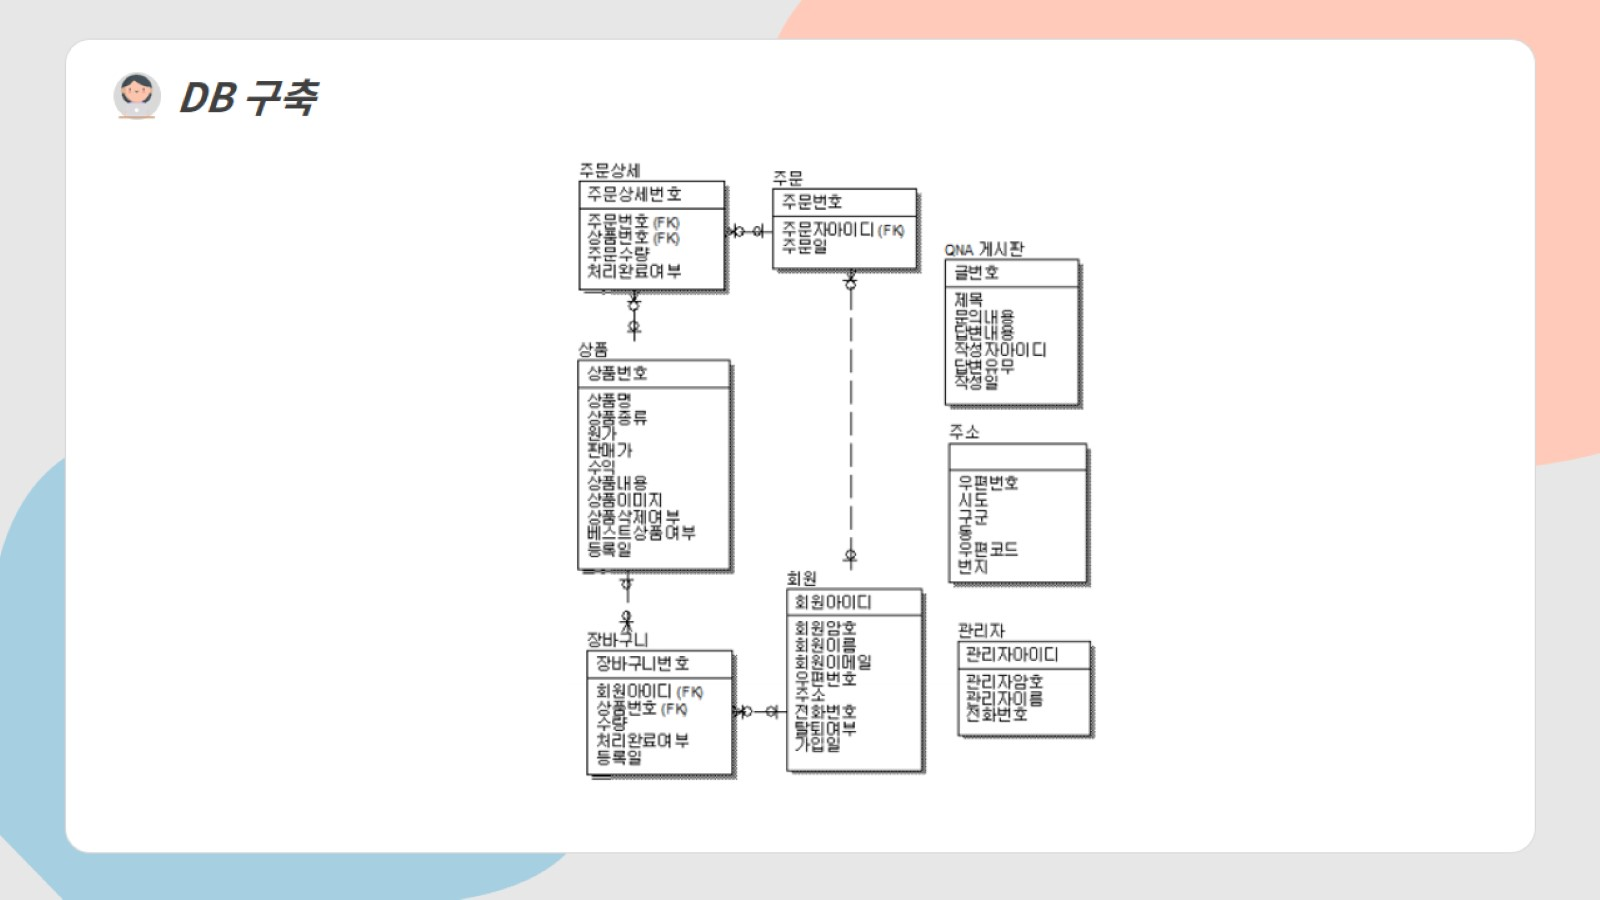 DB 구축
주문상세
주문상세번호
주문번호 (FK)
상품번호 (FK)
주문수량
처리완료여부
주문
주문번호
주문자아이디 (FK)
주문일
QNA 게시판
글번호
제목
문의내용
답변내용
작성자아이디
답변유무
작성일
상품
상품번호
상품명
상품종류
원가
판매가
수익
상품내용
상품이미지
상품삭제여부
베스트상품여부
등록일
주소
우편번호
시도
구군
동
우편코드
번지
회원
회원아이디
회원암호
회원이름
회원이메일
우편번호
주소
전화번호
탈퇴여부
가입일
장바구니
장바구니번호
회원아이디 (FK)
상품번호 (FK)
수량
처리완료여부
등록일
관리자
관리자아이디
관리자암호
관리자이름
전화번호